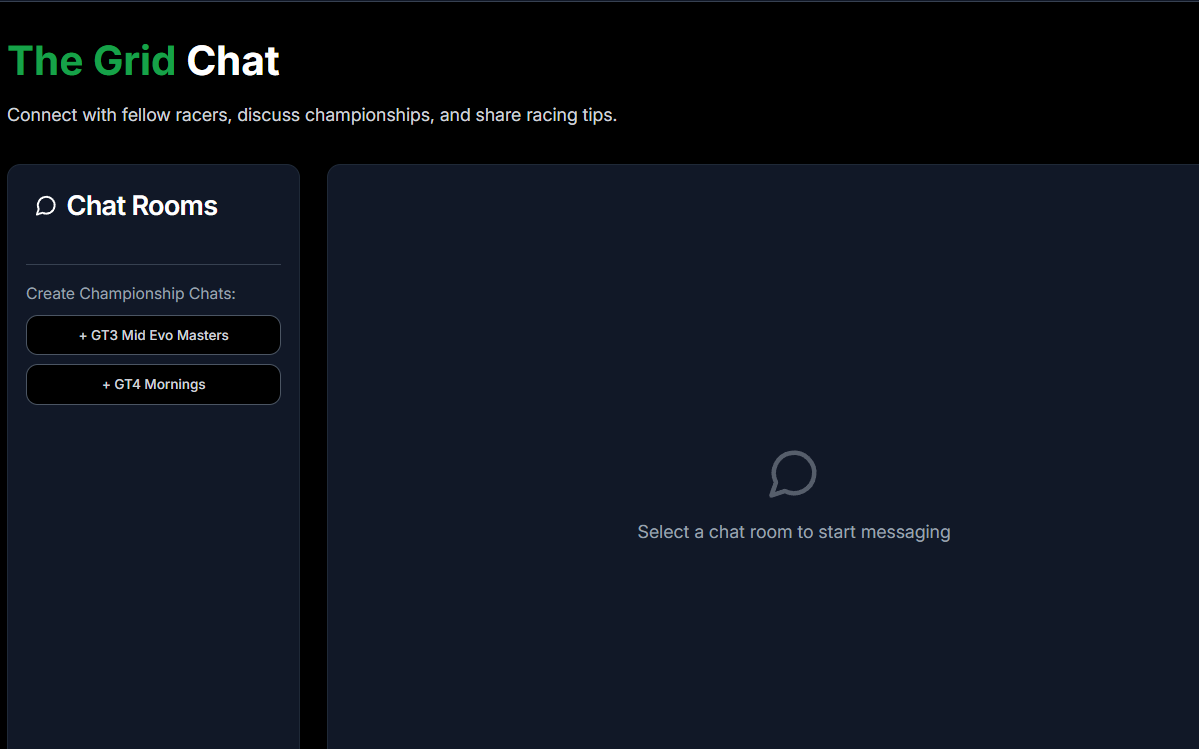 The Grid Chat
Connect with fellow racers, discuss championships, and share racing tips.
Chat Rooms
Create Championship Chats:
+ GT3 Mid Evo Masters
+ GT4 Mornings
Select a chat room to start messaging